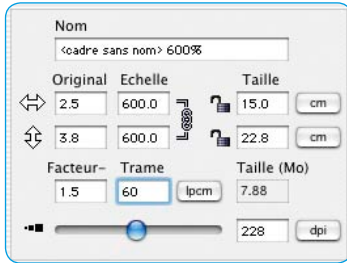 Nom
<cadre sans nom> 600%
Original Echelle Taille
2.5 600.0 15.0 cm
3.8 600.0 22.8 cm
Facteur- Trame Taille (Mo)
1.5 60 lpcm 7.88
228 dpi